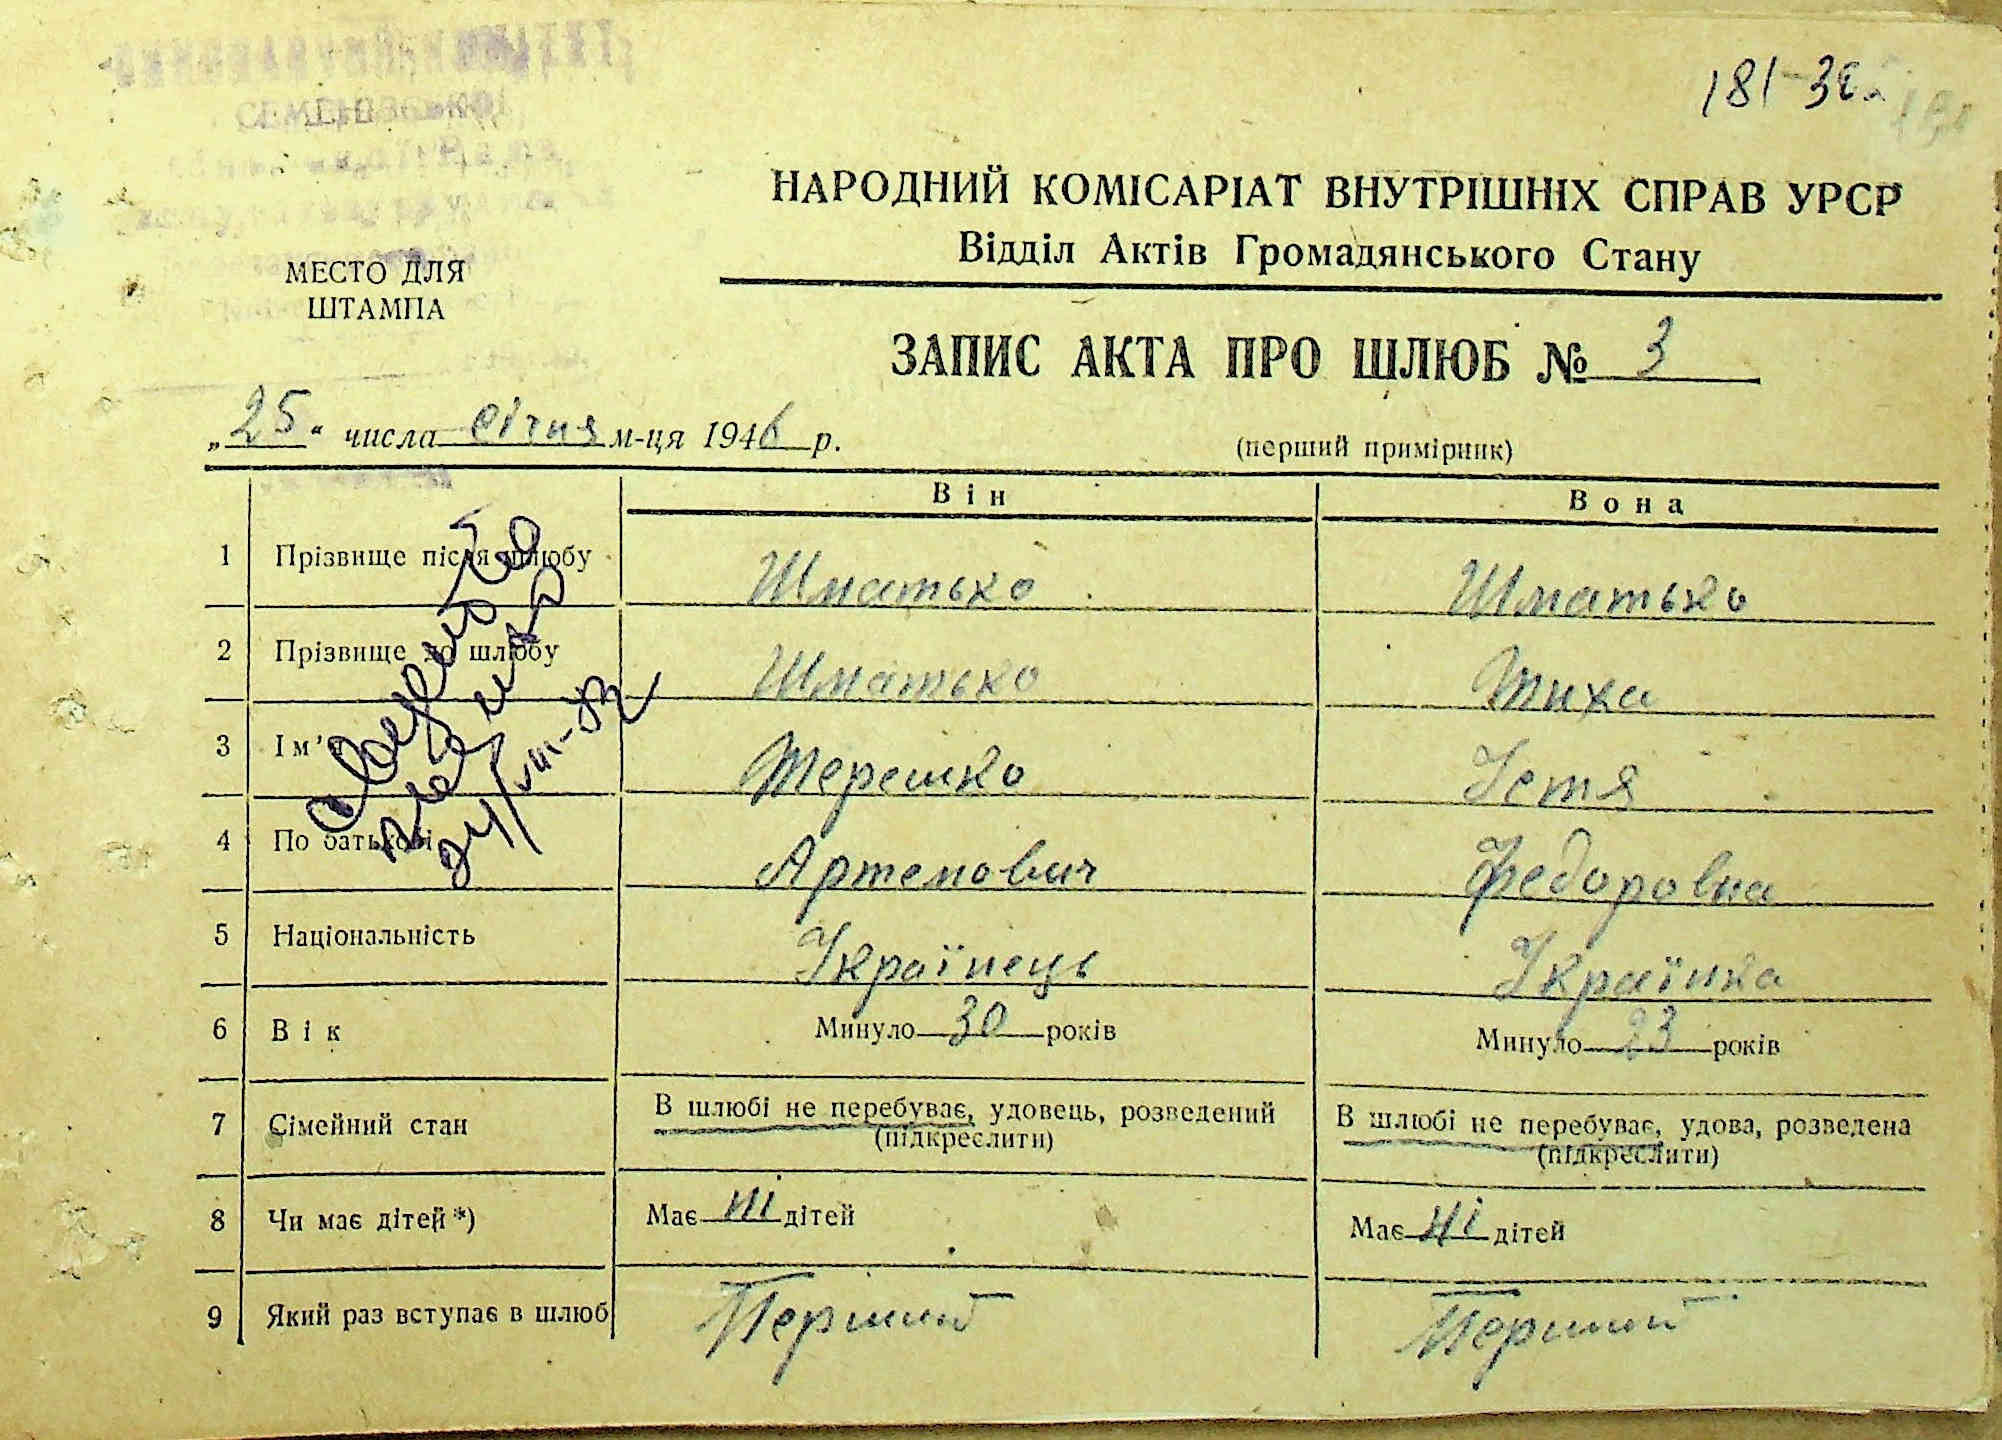 181-
НАРОДНИЙ КОМІСАРІАТ ВНУТРІШНІХ СПРАВ УРСР
Відділ Актів Громадянського Стану
МЕСТО ДЛЯ
ШТАМПА
ЗАПИС АКТА ПРО ШЛЮБ № 3
„25“ числа січня м-ця 1946 р.
(перший примірник)
Він Вона
1 Прізвище після шлюбу Шматько Шматько
2 Прізвище до шлюбу Шматько Тиха
3 Ім'я Терешко Устя
4 По батькові Артемович Федоровна
5 Національність Українець Українка
6 Вік Минуло 30 років Минуло 23 років
7 Сімейний стан В шлюбі не перебуває, удовець, розведений В шлюбі не перебуває, удова, розведена
(підкреслити) (підкреслити)
8 Чи має дітей*) Має ні дітей Має ні дітей
9 Який раз вступає в шлюб Перший Перший